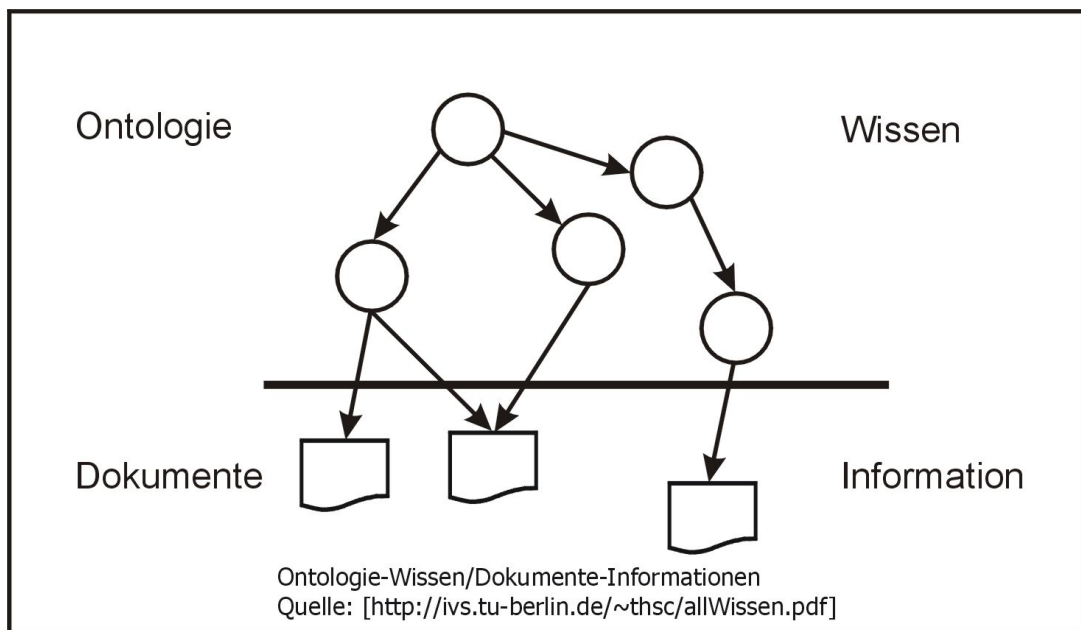 Ontologie
Wissen
Dokumente
Information
Ontologie-Wissen/Dokumente-Informationen
Quelle: [http://ivs.tu-berlin.de/~thsc/allWissen.pdf]